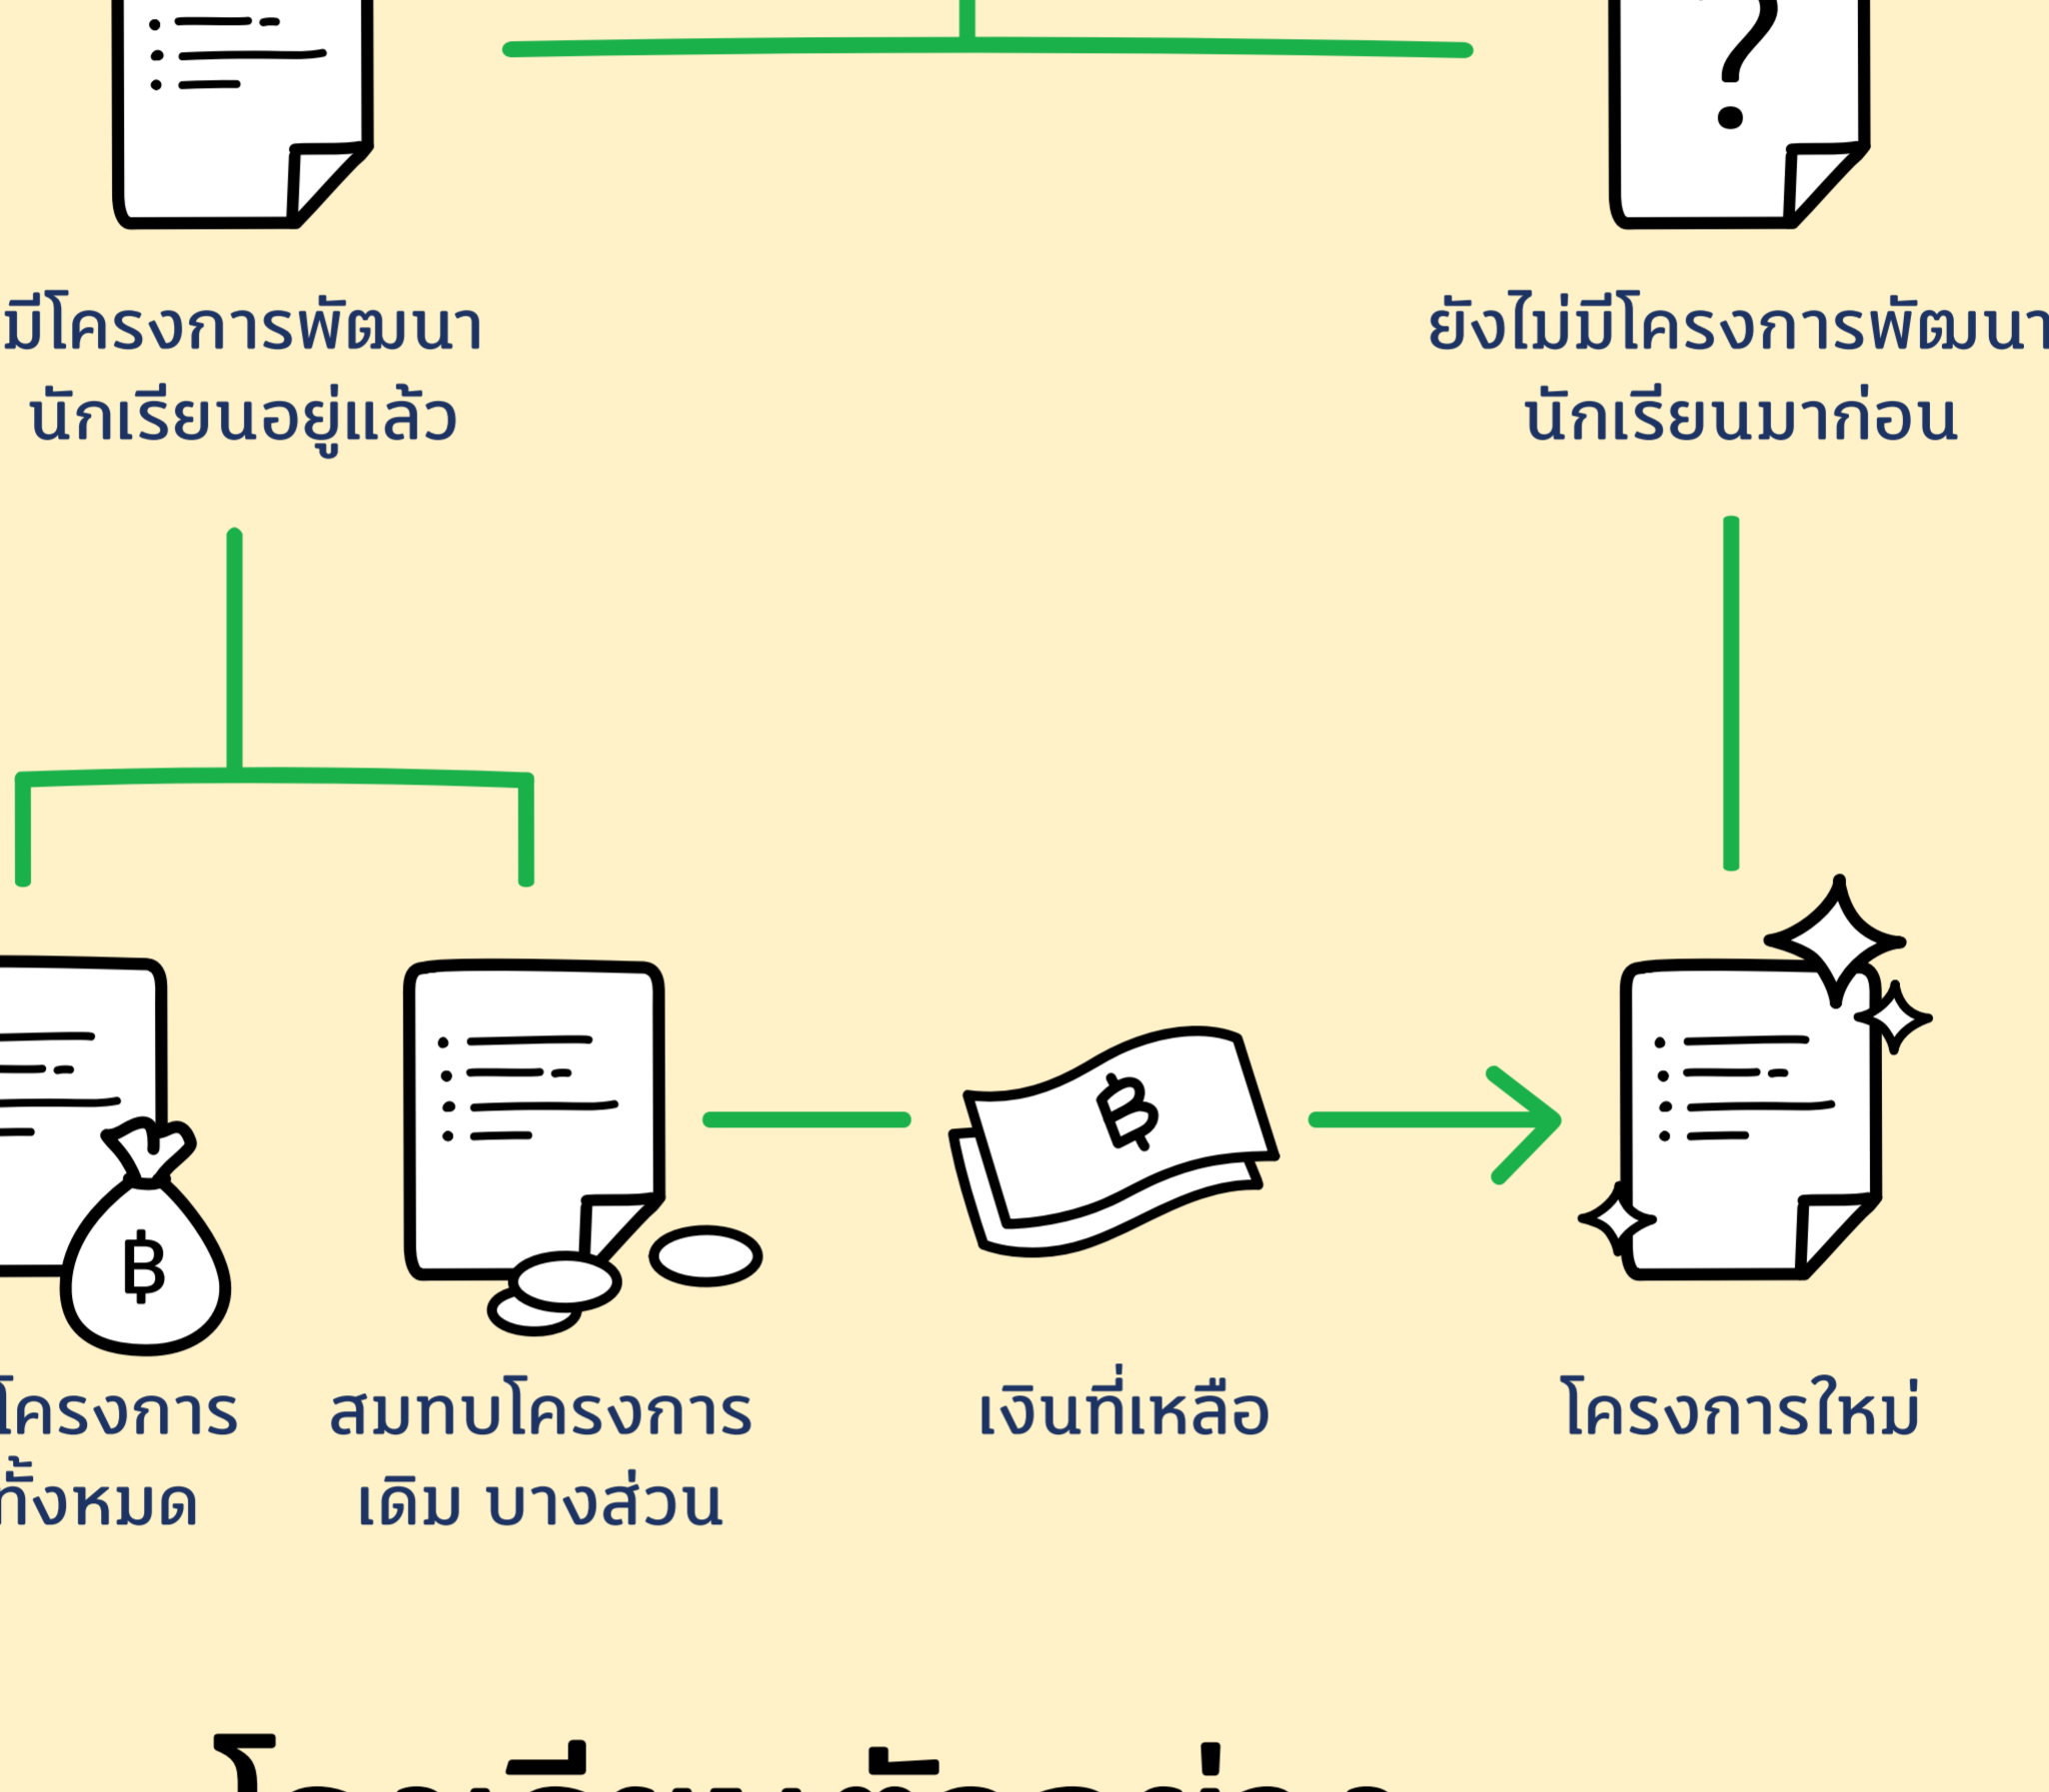 ?
มีโครงการพัฒนา
นักเรียนอยู่แล้ว
ยังไม่มีโครงการพัฒนา
นักเรียนมาก่อน
฿
฿
โครงการ
ทั้งหมด
สมทบโครงการ
เดิม บางส่วน
เงินที่เหลือ
โครงการใหม่